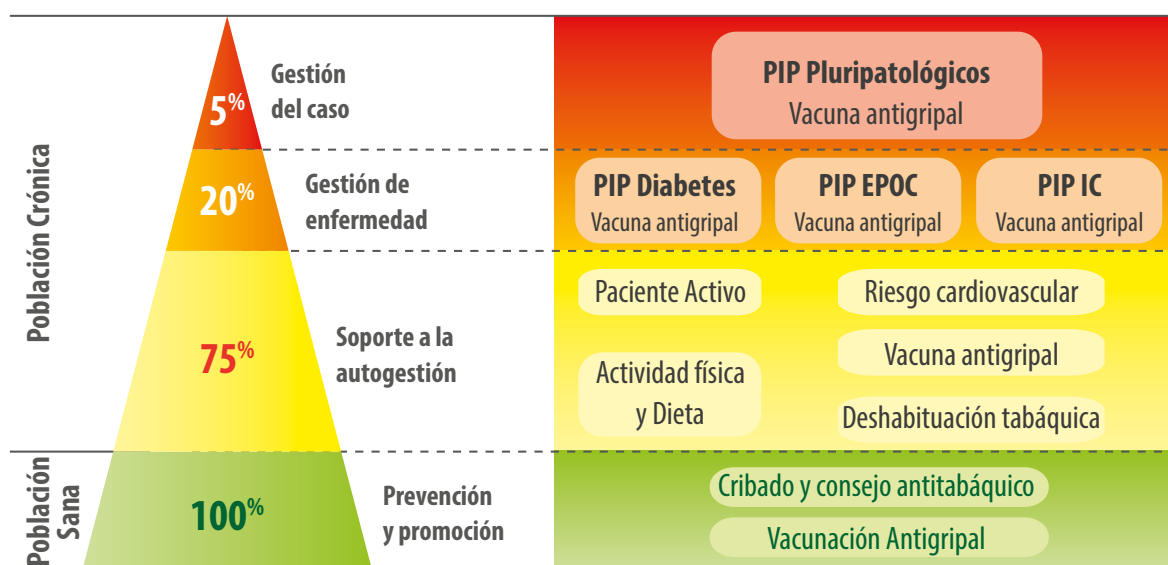 Población Crónica
5%
Gestión
del caso
PIP Pluripatológicos
Vacuna antigripal
20%
Gestión de
enfermedad
PIP Diabetes
Vacuna antigripal
PIP EPOC
Vacuna antigripal
PIP IC
Vacuna antigripal
75%
Soporte a la
autogestión
Paciente Activo
Riesgo cardiovascular
Vacuna antigripal
Actividad física
y Dieta
Deshabituación tabáquica
Población
Sana
100%
Prevención
y promoción
Cribado y consejo antitabáquico
Vacunación Antigripal